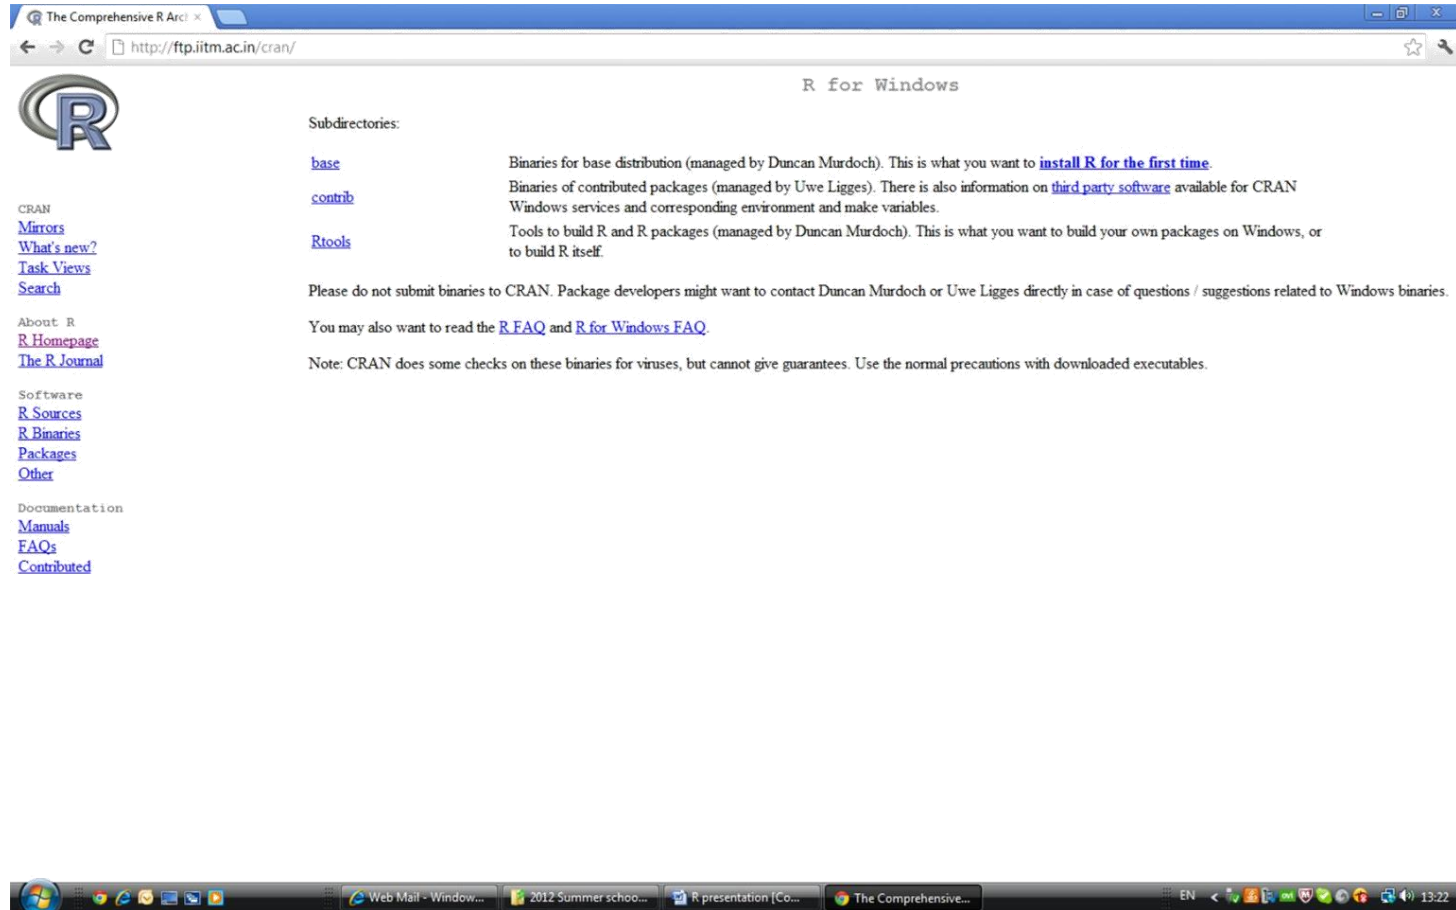 The Comprehensive R Arc
http://ftp.iitm.ac.in/cran/
R
CRAN
Mirrors
What's new?
Task Views
Search
About R
R Homepage
The R Journal
Software
R Sources
R Binaries
Packages
Other
Documentation
Manuals
FAQs
Contributed
R for Windows
Subdirectories:
base Binaries for base distribution (managed by Duncan Murdoch). This is what you want to install R for the first time.
contrib Binaries of contributed packages (managed by Uwe Ligges). There is also information on third party software available for CRAN
Windows services and corresponding environment and make variables.
Rtools Tools to build R and R packages (managed by Duncan Murdoch). This is what you want to build your own packages on Windows, or
to build R itself.
Please do not submit binaries to CRAN. Package developers might want to contact Duncan Murdoch or Uwe Ligges directly in case of questions / suggestions related to Windows binaries.
You may also want to read the R FAQ and R for Windows FAQ.
Note: CRAN does some checks on these binaries for viruses, but cannot give guarantees. Use the normal precautions with downloaded executables.
Web Mail - Window... 2012 Summer schoo... R presentation [Co... The Comprehensive... EN 13:22